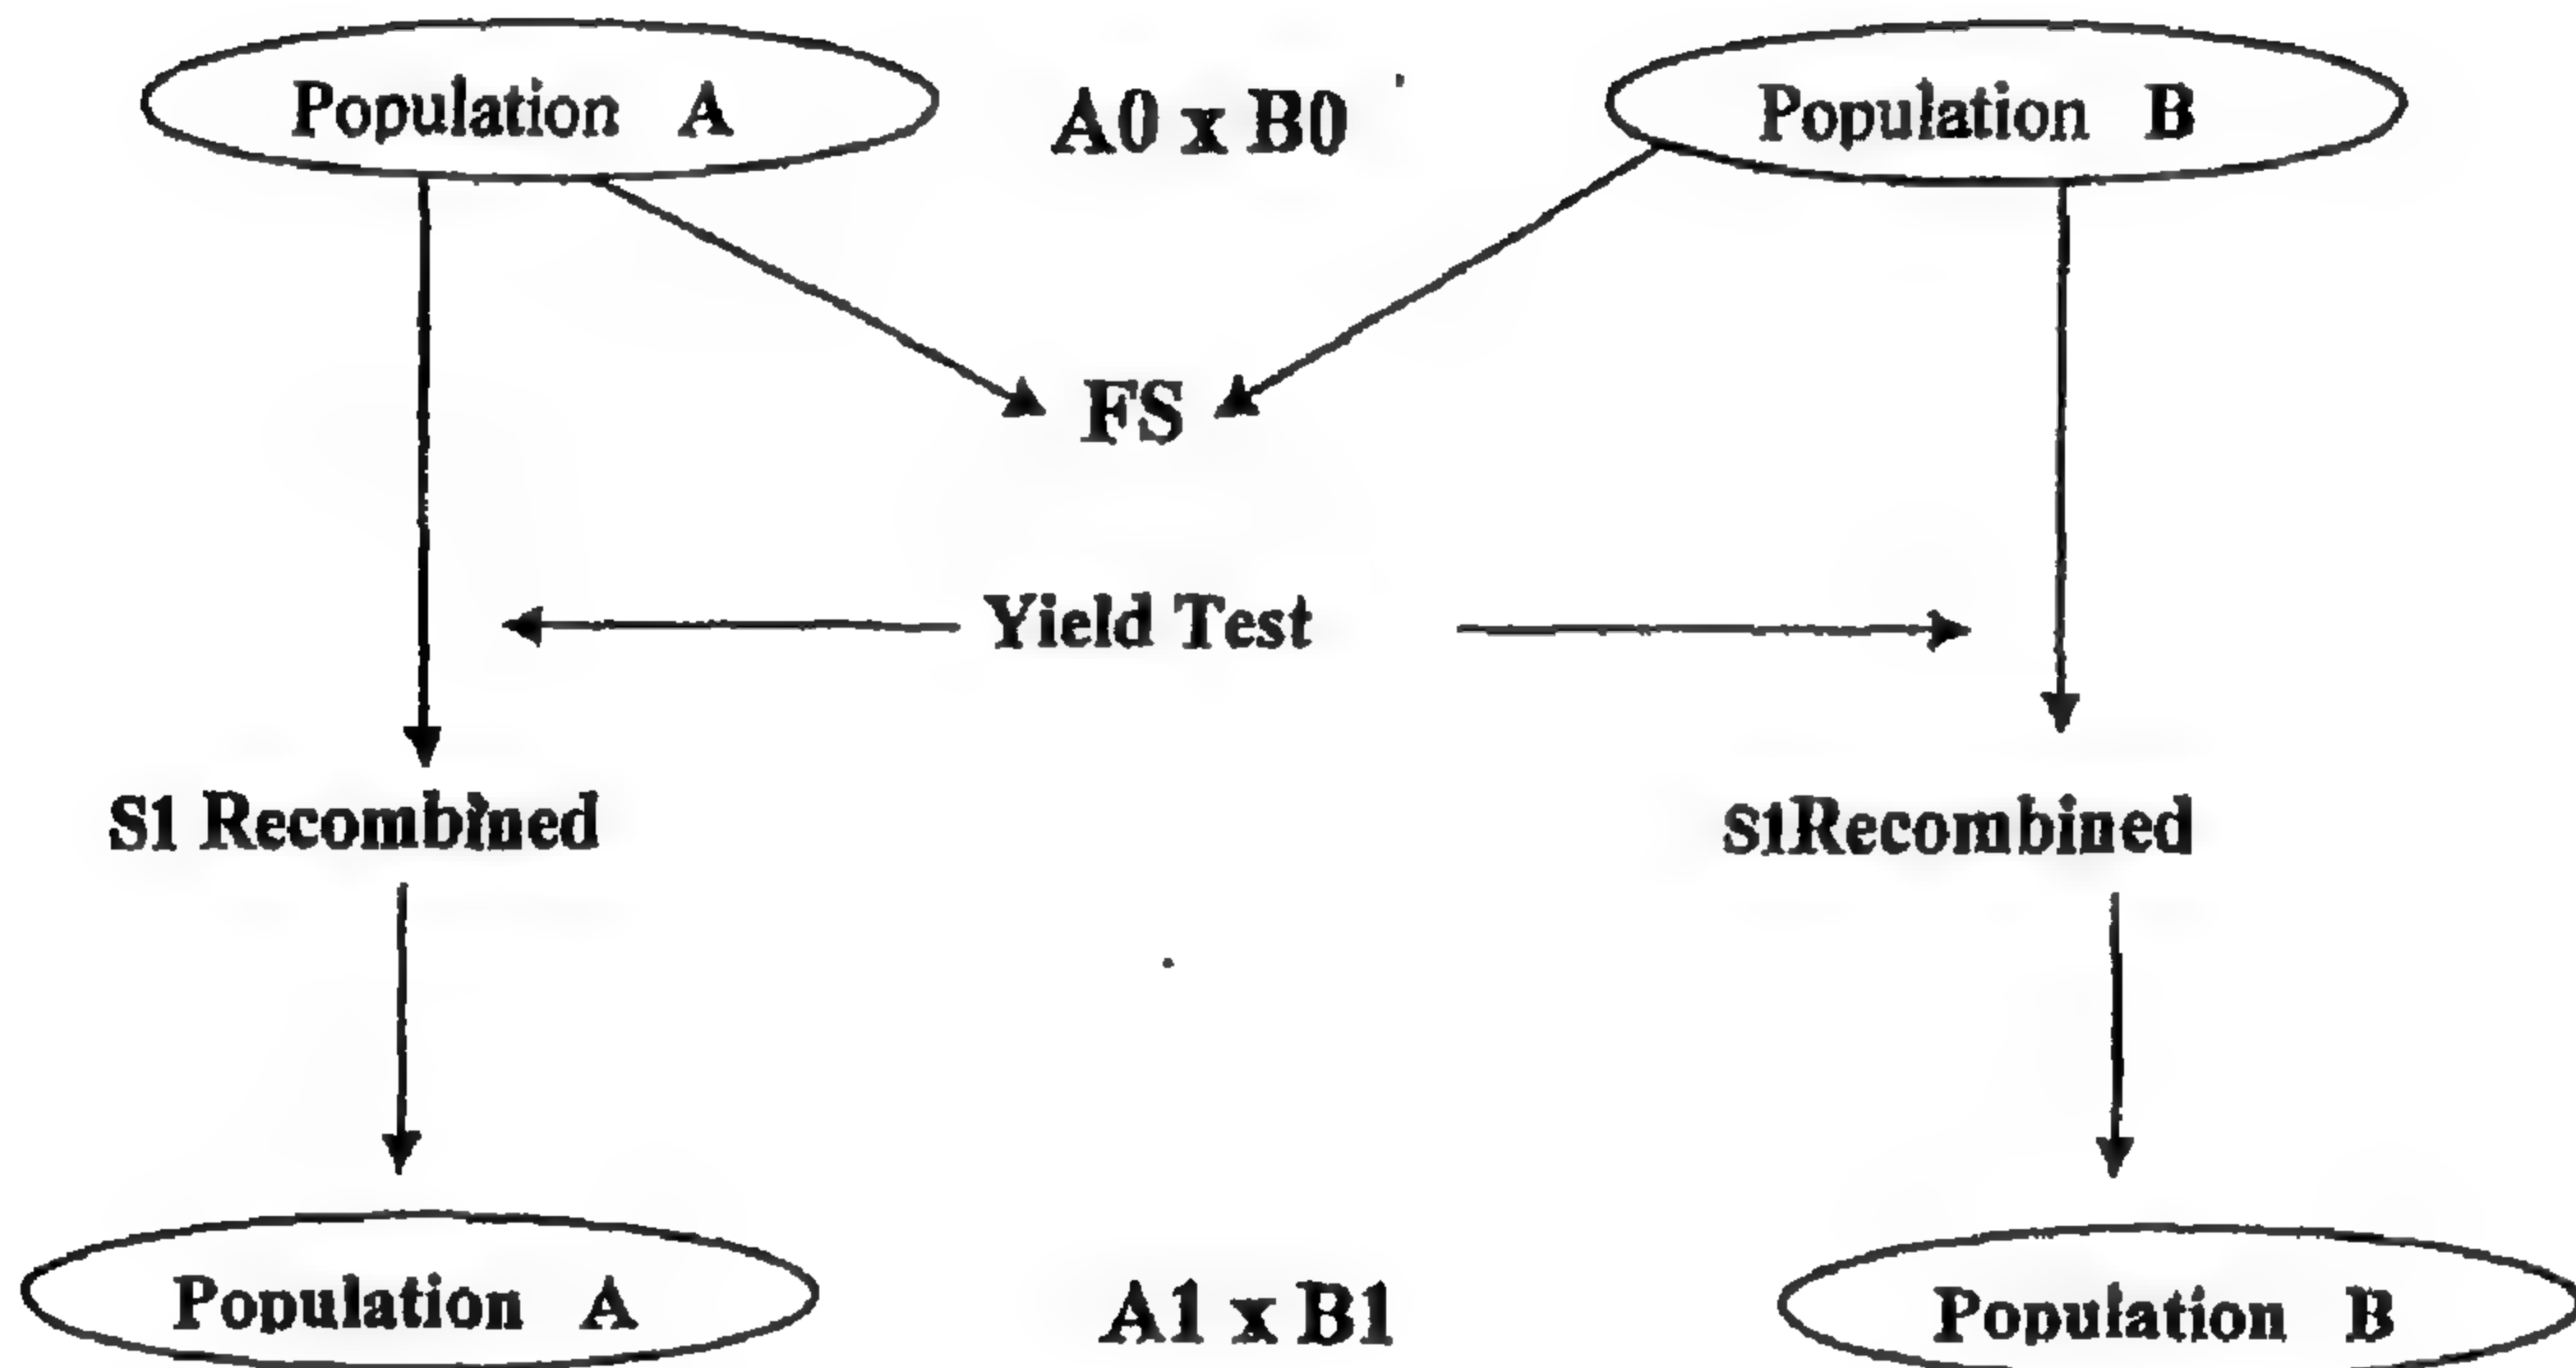 Population A A0 x B0 Population B
FS
Yield Test
S1 Recombined S1Recombined
Population A A1 x B1 Population B